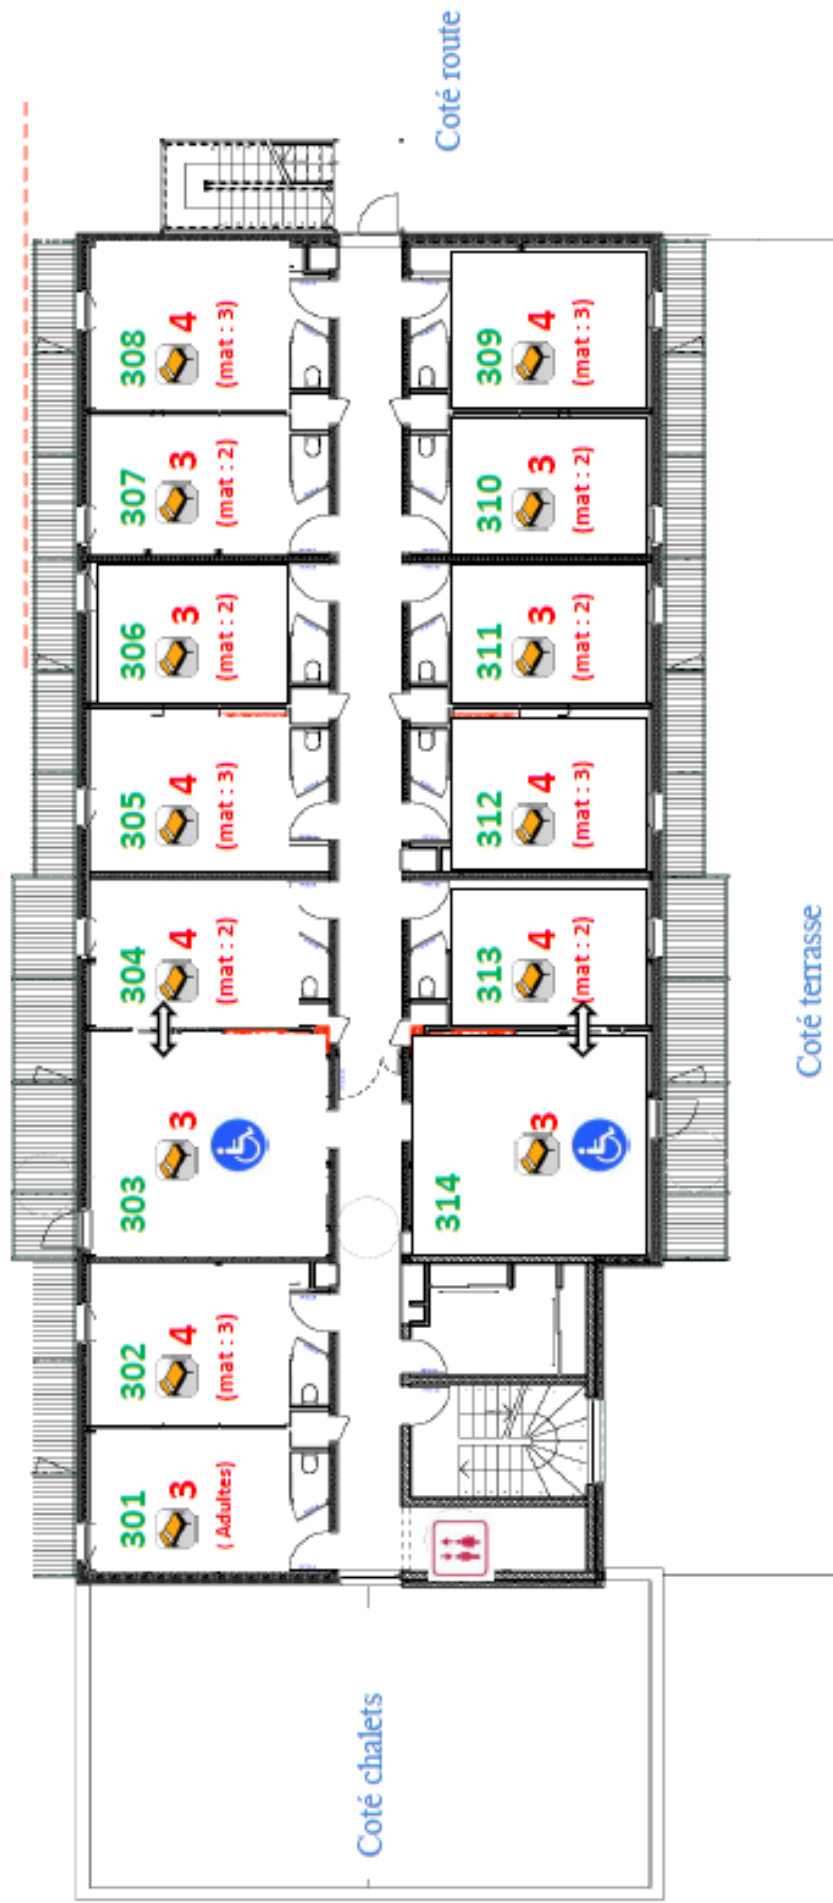 Coté route
308
4
(mat : 3)
307
3
(mat : 2)
306
3
(mat : 2)
305
4
(mat : 3)
304
4
(mat : 2)
303
3
302
4
(mat : 3)
301
3
( Adultes)
309
4
(mat : 3)
310
3
(mat : 2)
311
3
(mat : 2)
312
4
(mat : 3)
313
4
(mat : 2)
314
3
Coté terrasse
Coté chalets